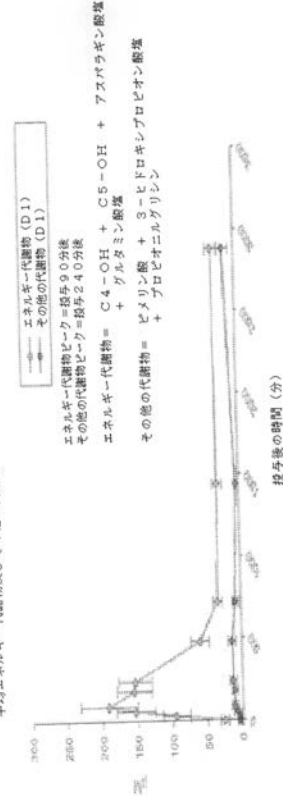 エネルギー代謝物 (D1)
その他の代謝物 (D1)
エネルギー代謝物ピーク=投与90分後
その他の代謝物ピーク=投与240分後
エネルギー代謝物= C4-OH + C5-OH + アスパラギン酸塩
+ グルタミン酸塩
その他の代謝物= ピメリン酸 + 3-ヒドロキシプロピオン酸塩
+ プロピオニルグリシン
300
250
200
150
100
50
0
投与後の時間 (分)